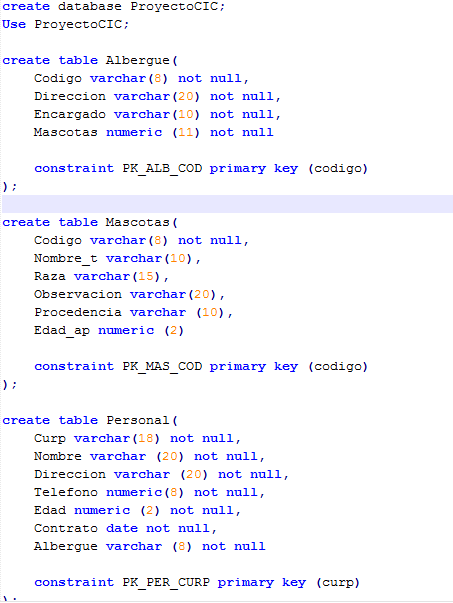 create database ProyectoCIC;
Use ProyectoCIC;
create table Albergue(
Codigo varchar(8) not null,
Direccion varchar(20) not null,
Encargado varchar(10) not null,
Mascotas numeric (11) not null
constraint PK_ALB_COD primary key (codigo)
);
create table Mascotas(
Codigo varchar(8) not null,
Nombre_t varchar(10),
Raza varchar(15),
Observacion varchar(20),
Procedencia varchar (10),
Edad_ap numeric (2)
constraint PK_MAS_COD primary key (codigo)
);
create table Personal(
Curp varchar(18) not null,
Nombre varchar (20) not null,
Direccion varchar (20) not null,
Telefono numeric(8) not null,
Edad numeric (2) not null,
Contrato date not null,
Albergue varchar (8) not null
constraint PK_PER_CURP primary key (curp)
);